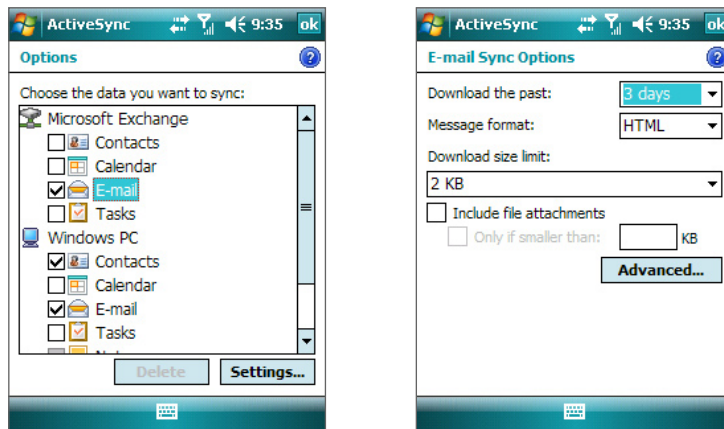 ActiveSync 9:35 ok
Options
Choose the data you want to sync:
Microsoft Exchange
Contacts
Calendar
E-mail
Tasks
Windows PC
Contacts
Calendar
E-mail
Tasks
Delete Settings...
ActiveSync 9:35 ok
E-mail Sync Options
Download the past: 3 days
Message format: HTML
Download size limit:
2 KB
Include file attachments
Only if smaller than: KB
Advanced...